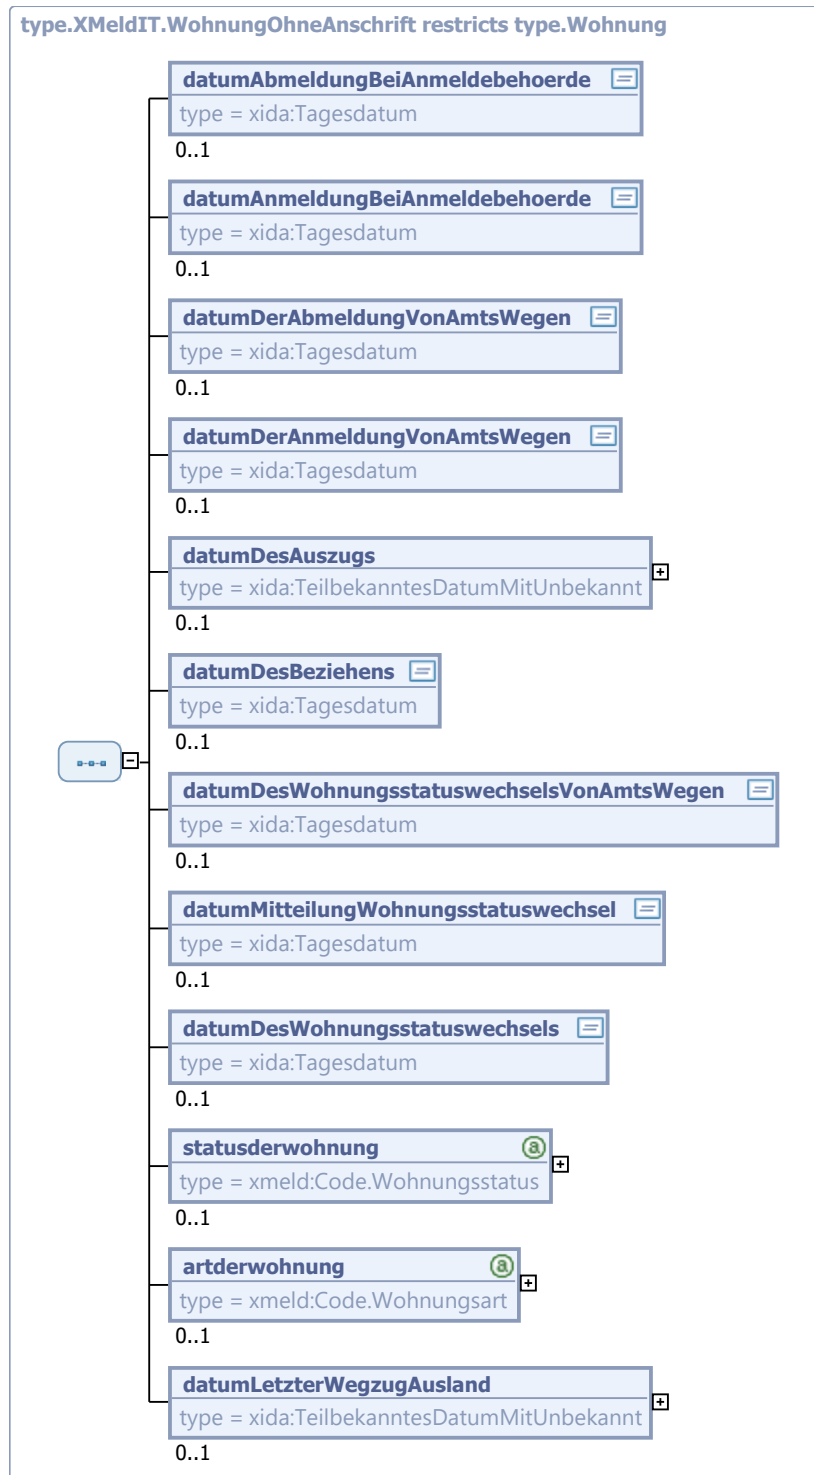 type.XMeldIT.WohnungOhneAnschrift restricts type.Wohnung
datumAbmeldungBeiAnmeldebehoerde
type = xida:Tagesdatum
0..1
datumAnmeldungBeiAnmeldebehoerde
type = xida:Tagesdatum
0..1
datumDerAbmeldungVonAmtsWegen
type = xida:Tagesdatum
0..1
datumDerAnmeldungVonAmtsWegen
type = xida:Tagesdatum
0..1
datumDesAuszugs
type = xida:TeilbekanntesDatumMitUnbekannt
0..1
datumDesBeziehens
type = xida:Tagesdatum
0..1
datumDesWohnungsstatuswechselsVonAmtsWegen
type = xida:Tagesdatum
0..1
datumMitteilungWohnungsstatuswechsel
type = xida:Tagesdatum
0..1
datumDesWohnungsstatuswechsels
type = xida:Tagesdatum
0..1
statusderwohnung
type = xmeld:Code.Wohnungsstatus
0..1
artderwohnung
type = xmeld:Code.Wohnungsart
0..1
datumLetzterWegzugAusland
type = xida:TeilbekanntesDatumMitUnbekannt
0..1